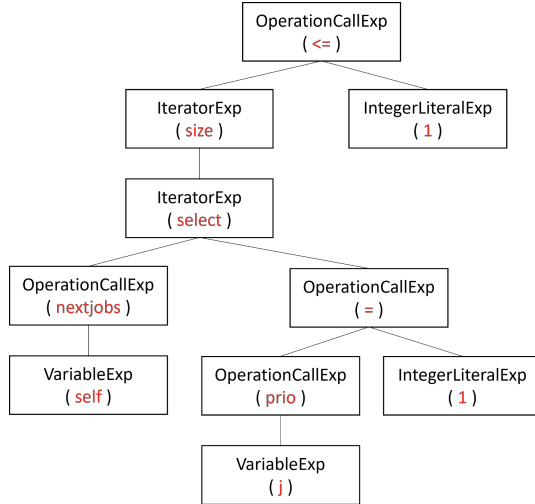 OperationCallExp
( <= )
IteratorExp
( size )
IntegerLiteralExp
( 1 )
IteratorExp
( select )
OperationCallExp
( nextjobs )
OperationCallExp
( = )
VariableExp
( self )
OperationCallExp
( prio )
IntegerLiteralExp
( 1 )
VariableExp
( j )